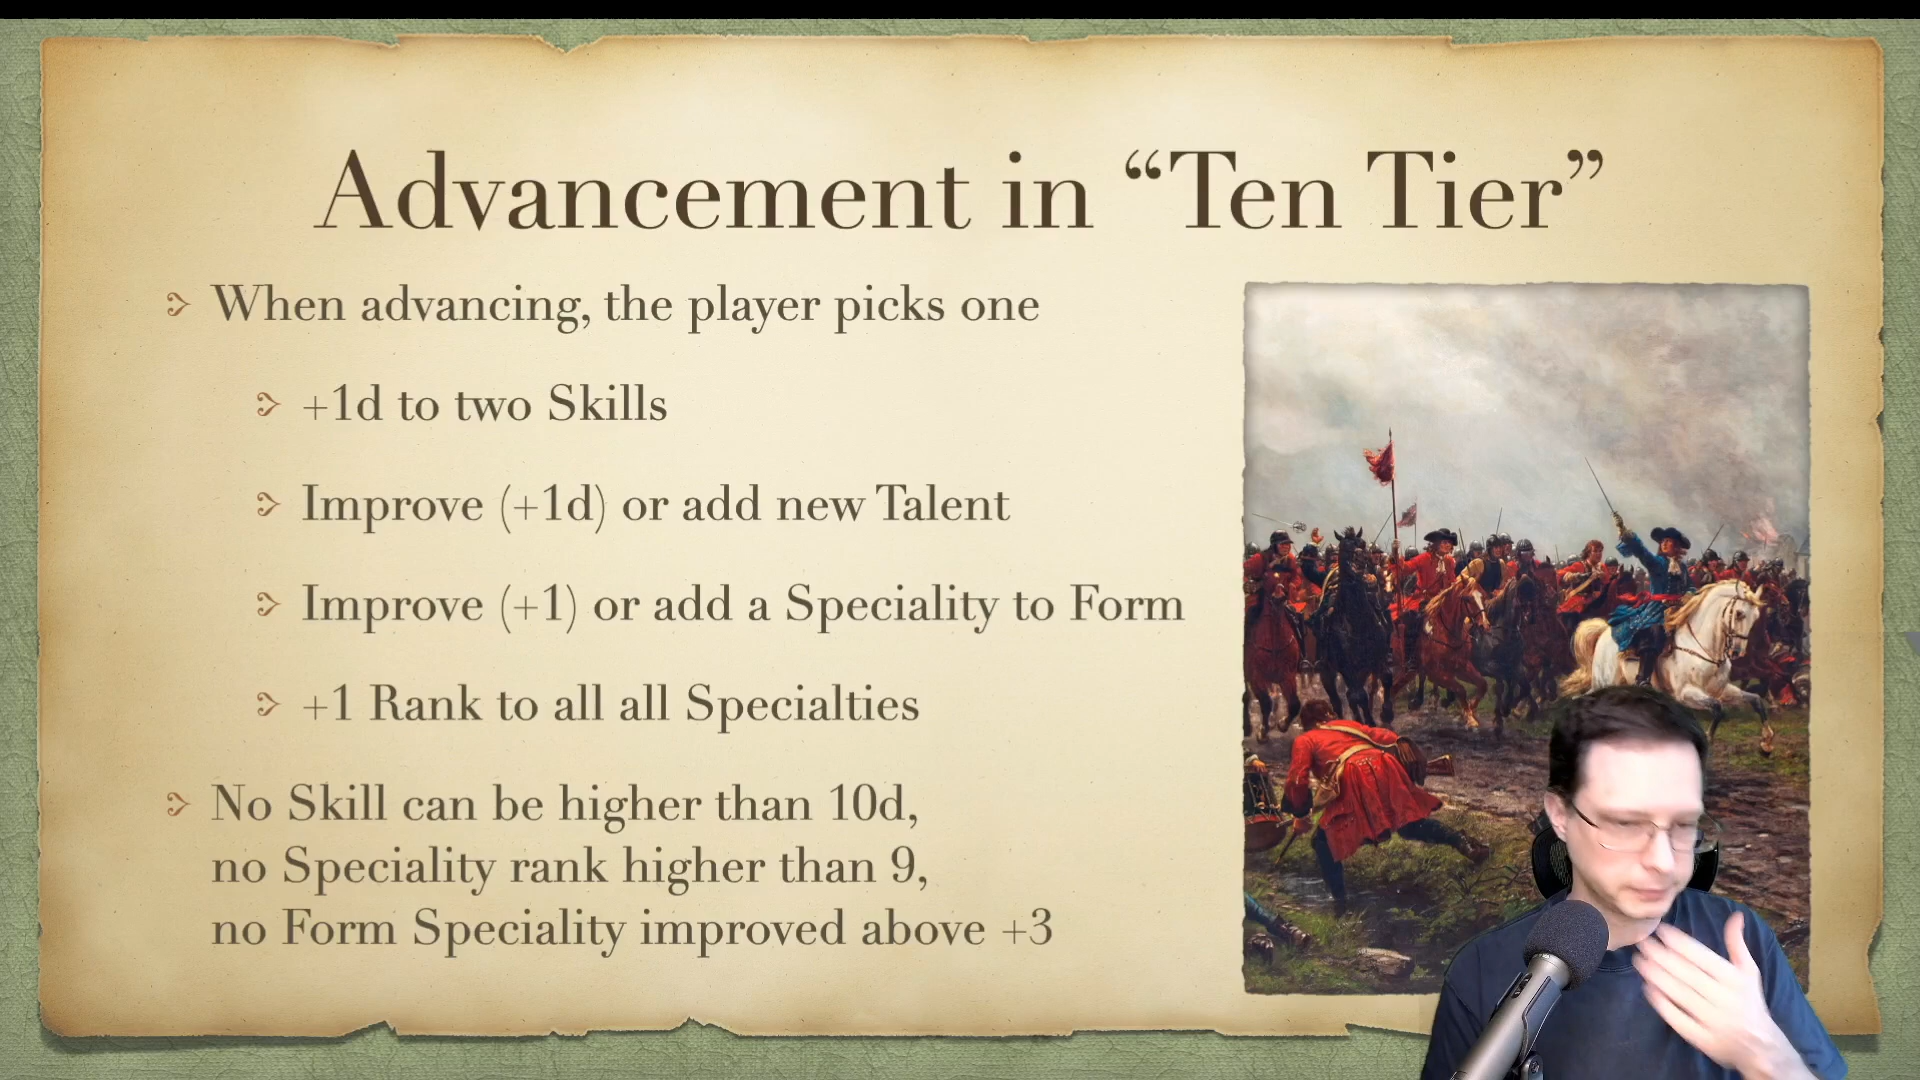 Advancement in “Ten Tier”
When advancing, the player picks one
+1d to two Skills
Improve (+1d) or add new Talent
Improve (+1) or add a Speciality to Form
+1 Rank to all all Specialties
No Skill can be higher than 10d,
no Speciality rank higher than 9,
no Form Speciality improved above +3